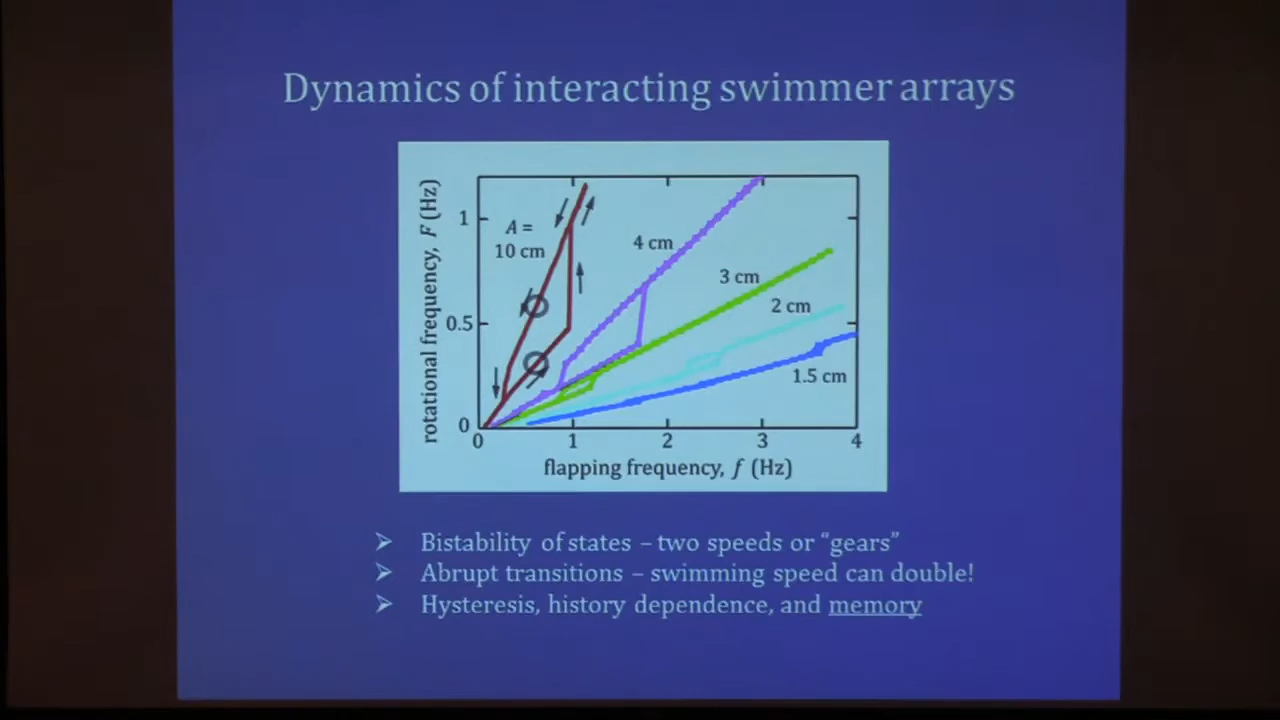 Dynamics of interacting swimmer arrays
rotational frequency, F (Hz)
1
0.5
0
A =
10 cm
4 cm
3 cm
2 cm
1.5 cm
0 1 2 3 4
flapping frequency, f (Hz)
➢ Bistability of states – two speeds or “gears”
➢ Abrupt transitions – swimming speed can double!
➢ Hysteresis, history dependence, and memory